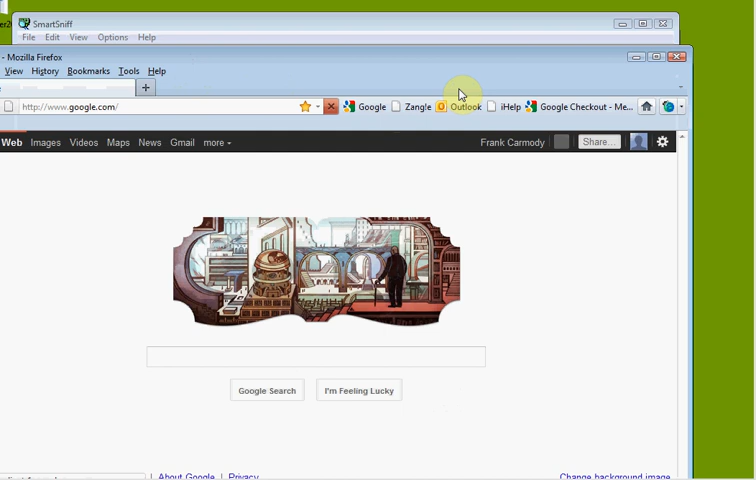 SmartSniff
File Edit View Options Help
- Mozilla Firefox
View History Bookmarks Tools Help
+
http://www.google.com/ Google Zangle Outlook iHelp Google Checkout - Me...
Web Images Videos Maps News Gmail more Frank Carmody Share...
Google Search I'm Feeling Lucky
About Google Privacy Change background image